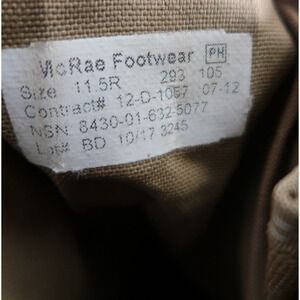 McRae Footwear PH
Size 11.5R 293 105
Contract# 12-D-1057 07-12
NSN: 8430-01-632-5077
Lot# BD 10/17 3245